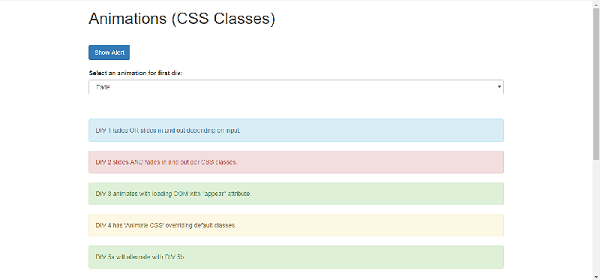 Animations (CSS Classes)
Show Alert
Select an animation for first div:
Fade
DIV 1 fades OR slides in and out depending on input.
DIV 2 slides AND fades in and out per CSS classes.
DIV 3 animates with loading DOM with "appear" attribute.
DIV 4 has 'Animate CSS' overriding default classes
DIV 5a will alternate with DIV 5b